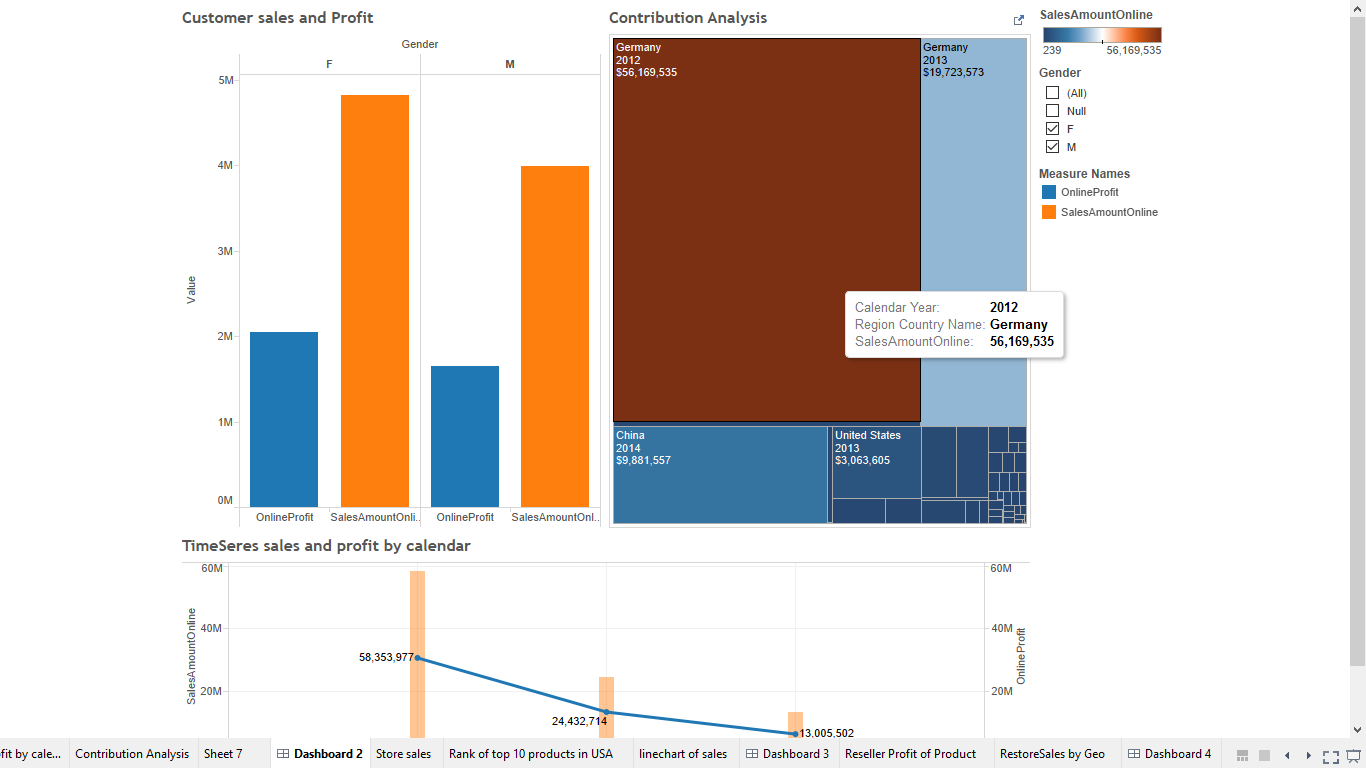 Customer sales and Profit
Gender
F
M
5M
4M
3M
2M
1M
0M
Value
OnlineProfit
SalesAmountOnli..
OnlineProfit
SalesAmountOnl..
Contribution Analysis
Germany
2012
$56,169,535
Germany
2013
$19,723,573
Calendar Year: 2012
Region Country Name: Germany
SalesAmountOnline: 56,169,535
China
2014
$9,881,557
United States
2013
$3,063,605
SalesAmountOnline
239 56,169,535
Gender
(All)
Null
F
M
Measure Names
OnlineProfit
SalesAmountOnline
TimeSeres sales and profit by calendar
60M
40M
20M
SalesAmountOnline
58,353,977
24,432,714
13,005,502
60M
40M
20M
OnlineProfit
fit by cale... Contribution Analysis Sheet 7 Dashboard 2 Store sales Rank of top 10 products in USA linechart of sales Dashboard 3 Reseller Profit of Product RestoreSales by Geo Dashboard 4